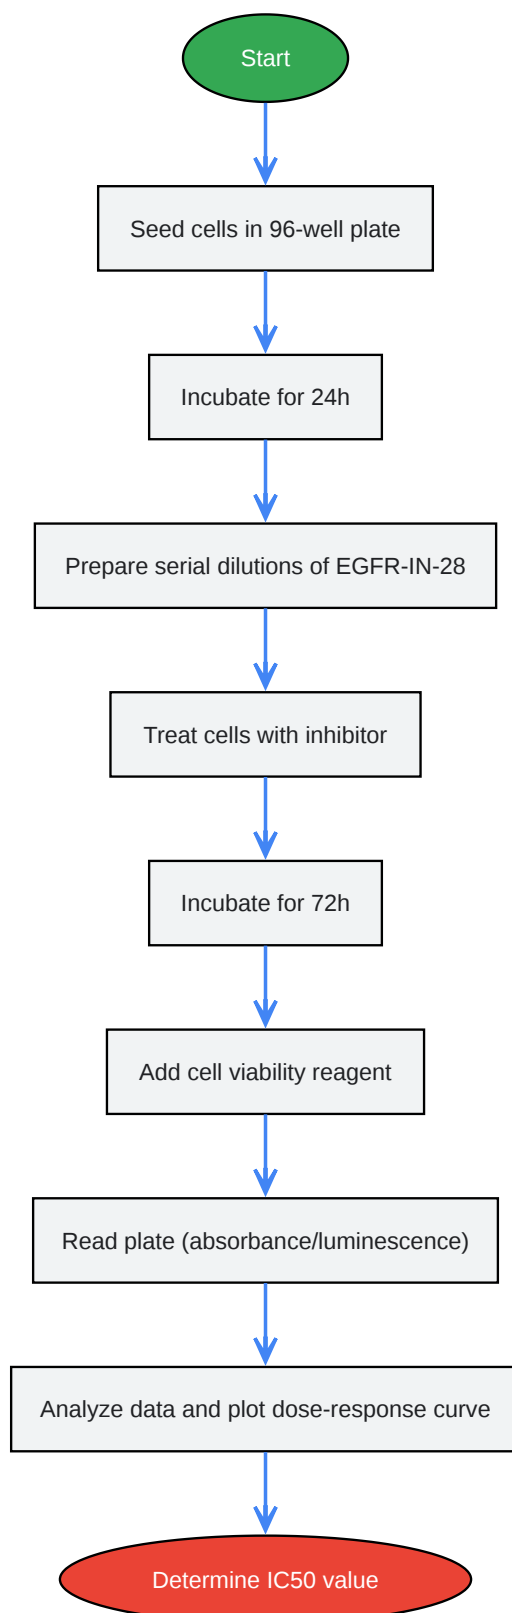 Start
Seed cells in 96-well plate
Incubate for 24h
Prepare serial dilutions of EGFR-IN-28
Treat cells with inhibitor
Incubate for 72h
Add cell viability reagent
Read plate (absorbance/luminescence)
Analyze data and plot dose-response curve
Determine IC50 value